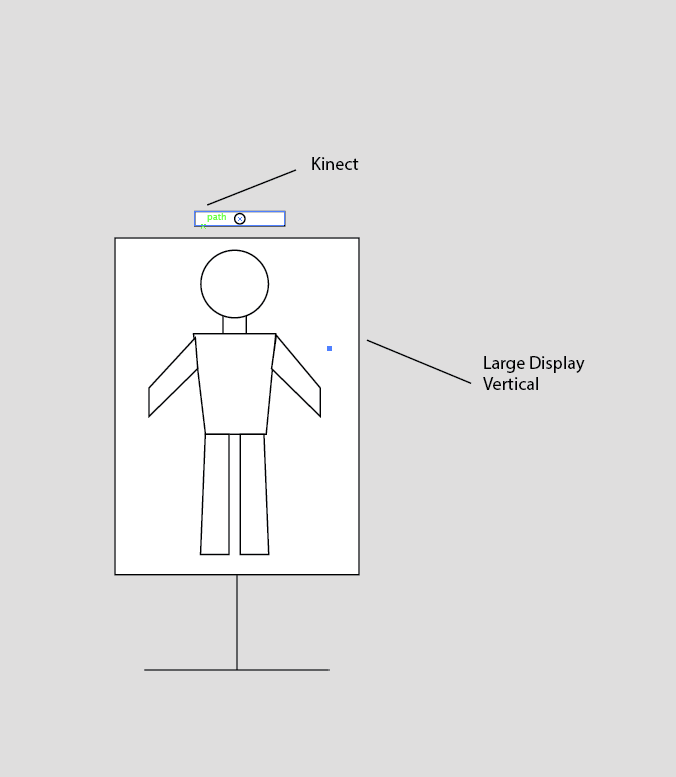 Kinect
path
Large Display
Vertical